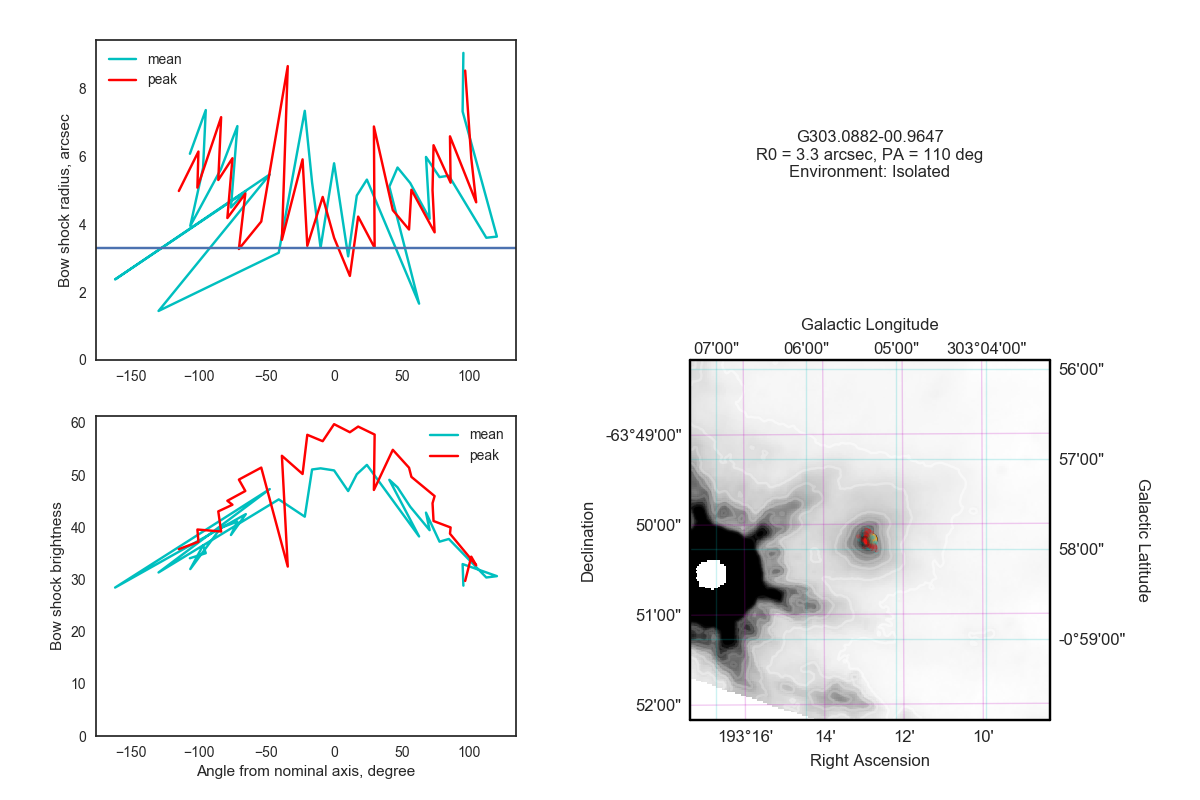 mean
peak
Bow shock radius, arcsec
8
6
4
2
0
−150
−100
−50
0
50
100
mean
peak
Bow shock brightness
60
50
40
30
20
10
0
−150
−100
−50
0
50
100
Angle from nominal axis, degree
G303.0882-00.9647
R0 = 3.3 arcsec, PA = 110 deg
Environment: Isolated
Galactic Longitude
07'00" 06'00" 05'00" 303°04'00"
56'00"
57'00"
58'00"
-0°59'00"
Galactic Latitude
-63°49'00"
50'00"
51'00"
52'00"
Declination
193°16' 14' 12' 10'
Right Ascension